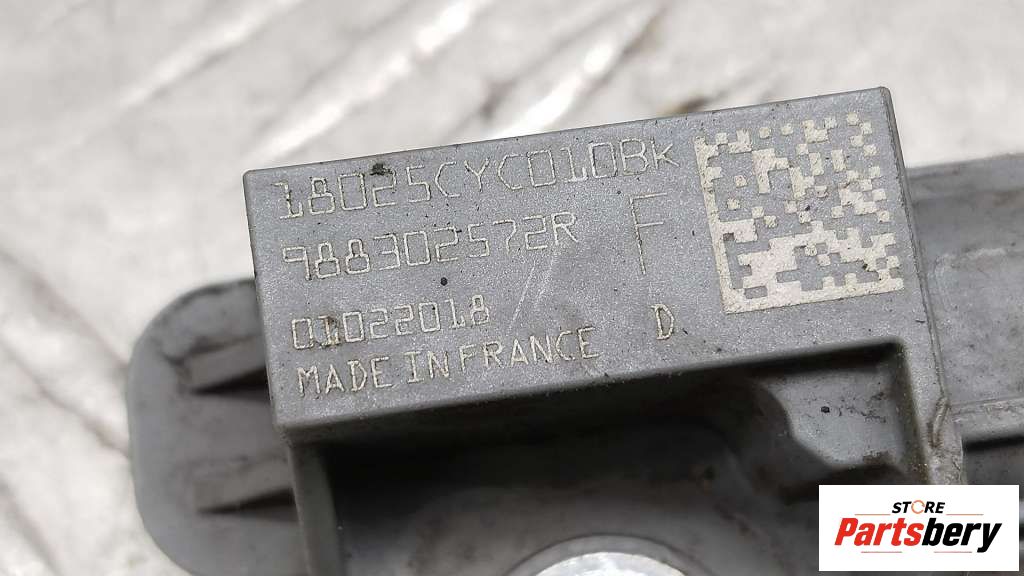 18025CYC010Bk
988302572R F
01022018
MADE IN FRANCE D
STORE
Partsbery